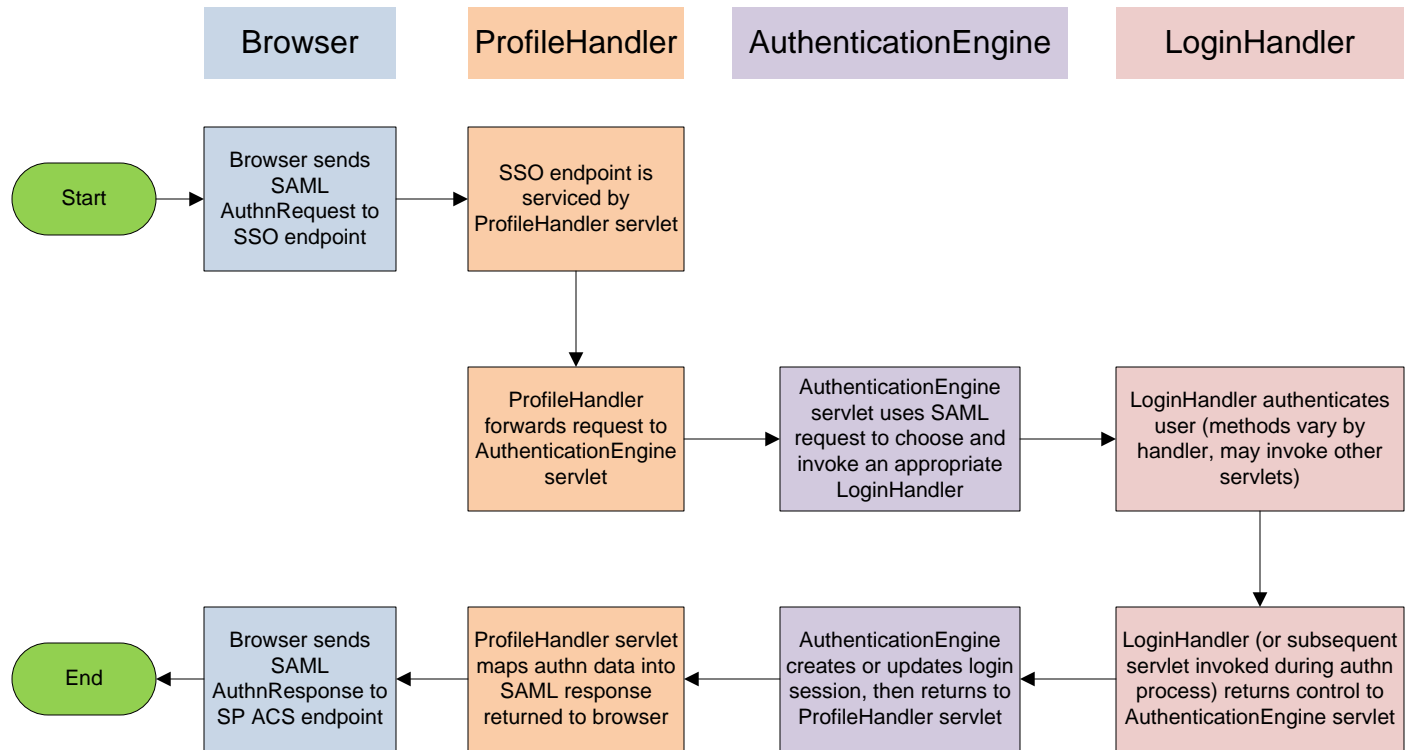 Browser
ProfileHandler
AuthenticationEngine
LoginHandler
Start
Browser sends
SAML
AuthnRequest to
SSO endpoint
SSO endpoint is
serviced by
ProfileHandler servlet
ProfileHandler
forwards request to
AuthenticationEngine
servlet
AuthenticationEngine
servlet uses SAML
request to choose and
invoke an appropriate
LoginHandler
LoginHandler authenticates
user (methods vary by
handler, may invoke other
servlets)
End
Browser sends
SAML
AuthnResponse to
SP ACS endpoint
ProfileHandler servlet
maps authn data into
SAML response
returned to browser
AuthenticationEngine
creates or updates login
session, then returns to
ProfileHandler servlet
LoginHandler (or subsequent
servlet invoked during authn
process) returns control to
AuthenticationEngine servlet